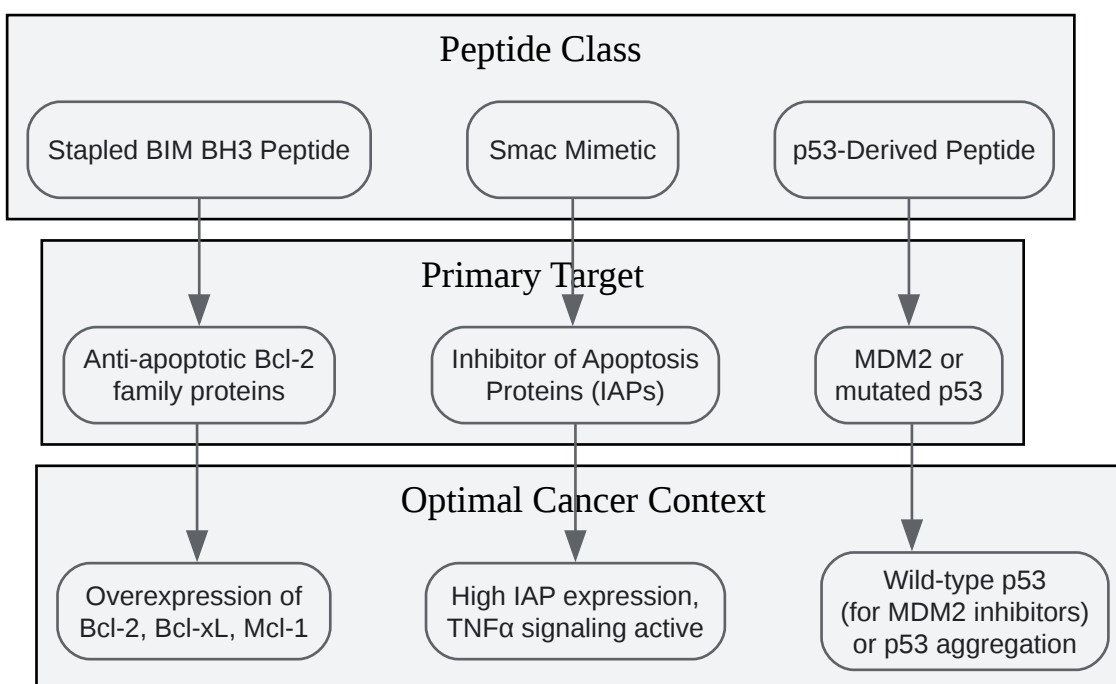 Peptide Class
Stapled BIM BH3 Peptide
Smac Mimetic
p53-Derived Peptide
Primary Target
Anti-apoptotic Bcl-2
family proteins
Inhibitor of Apoptosis
Proteins (IAPs)
MDM2 or
mutated p53
Optimal Cancer Context
Overexpression of
Bcl-2, Bcl-xL, Mcl-1
High IAP expression,
TNFα signaling active
Wild-type p53
(for MDM2 inhibitors)
or p53 aggregation